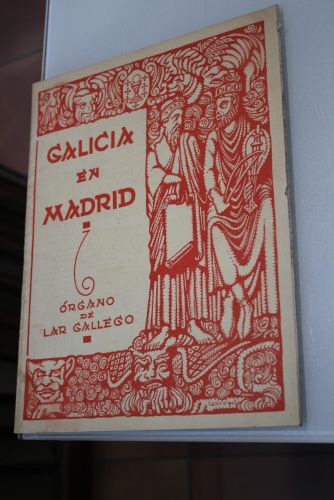 GALICIA
EN
MADRID
ÓRGANO
DE
LAR GALLEGO